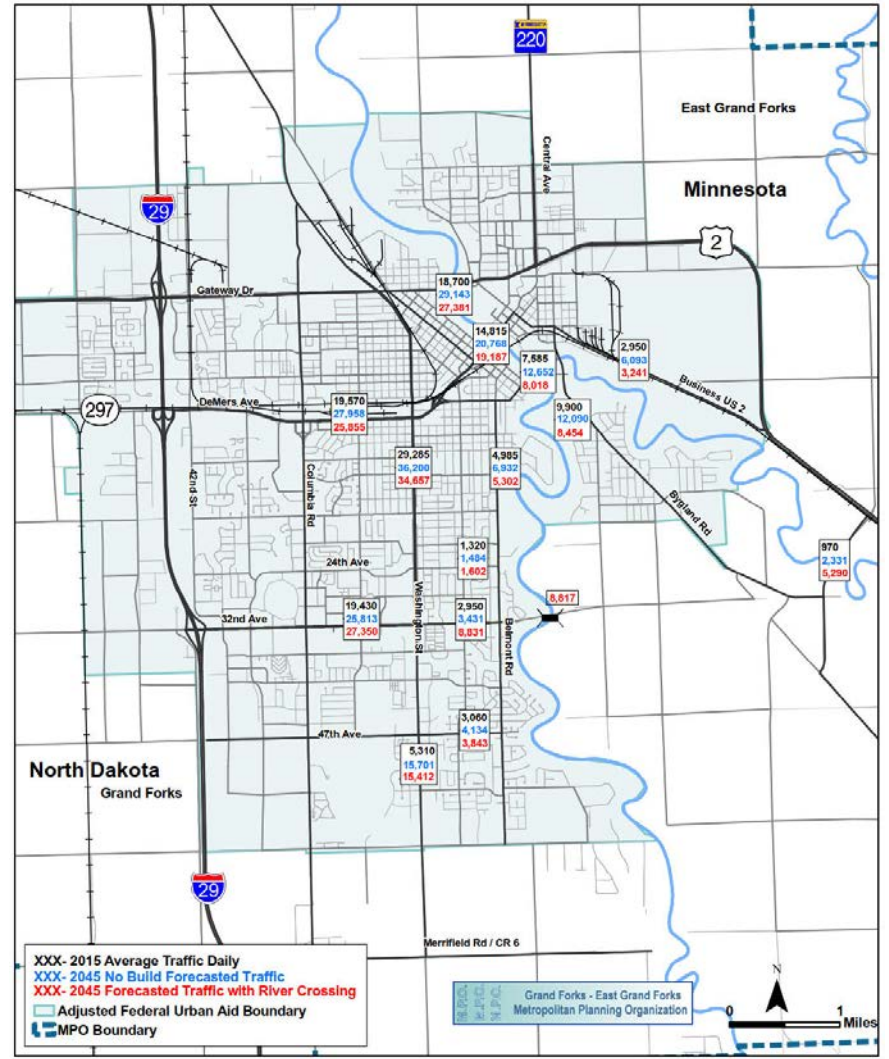 MINNESOTA
220
East Grand Forks
Central Ave
Minnesota
29
2
Gateway Dr
18,700
29,143
27,381
14,815
20,768
19,187
7,585
12,652
8,018
2,950
6,093
3,241
Business US 2
297
DeMers Ave
19,570
27,958
25,855
9,900
12,090
8,454
29,285
36,200
34,657
4,985
6,932
5,302
42nd St
Columbia Rd
Bygland Rd
1,320
1,484
1,602
24th Ave
970
2,331
5,290
8,817
32nd Ave
19,430
25,813
27,350
2,950
3,431
8,831
Washington St
Belmont Rd
3,060
4,134
3,843
47th Ave
5,310
15,701
15,412
North Dakota
Grand Forks
29
Merrifield Rd / CR 6
XXX- 2015 Average Traffic Daily
XXX- 2045 No Build Forecasted Traffic
XXX- 2045 Forecasted Traffic with River Crossing
Adjusted Federal Urban Aid Boundary
MPO Boundary
M.P.O.
M.P.O.
M.P.O.
Grand Forks - East Grand Forks
Metropolitan Planning Organization
N
0 1
Miles